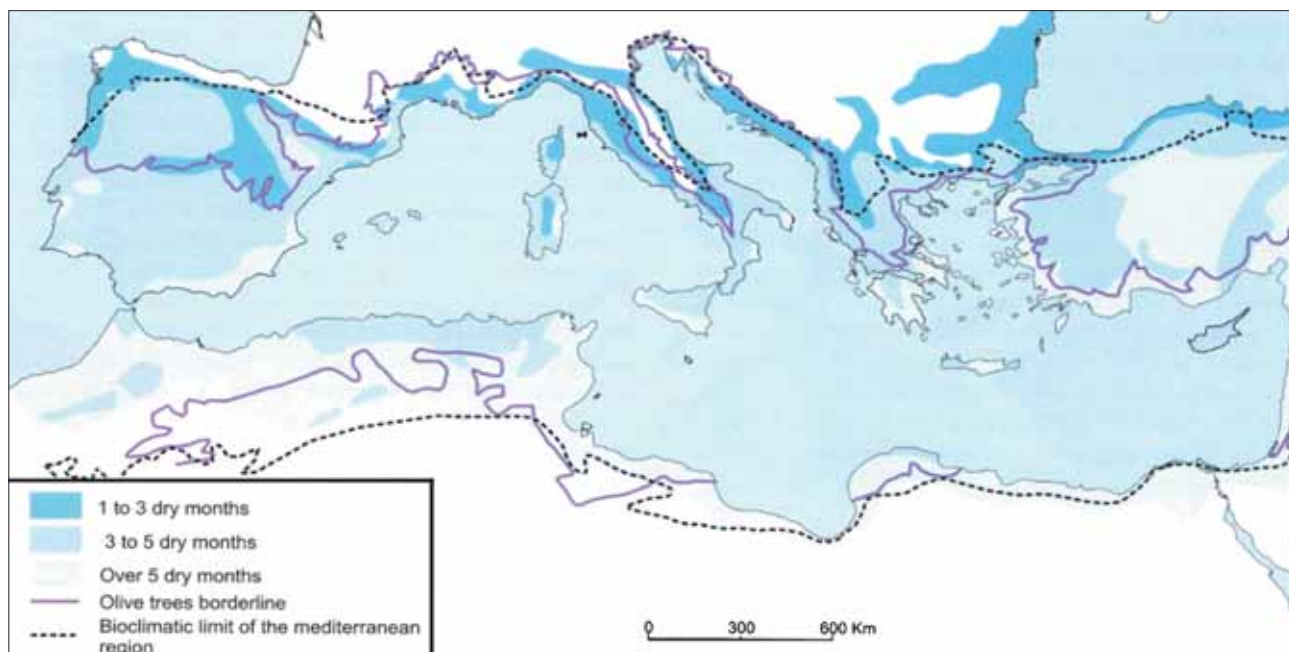 1 to 3 dry months
3 to 5 dry months
Over 5 dry months
Olive trees borderline
Bioclimatic limit of the mediterranean
region
0 300 600 Km